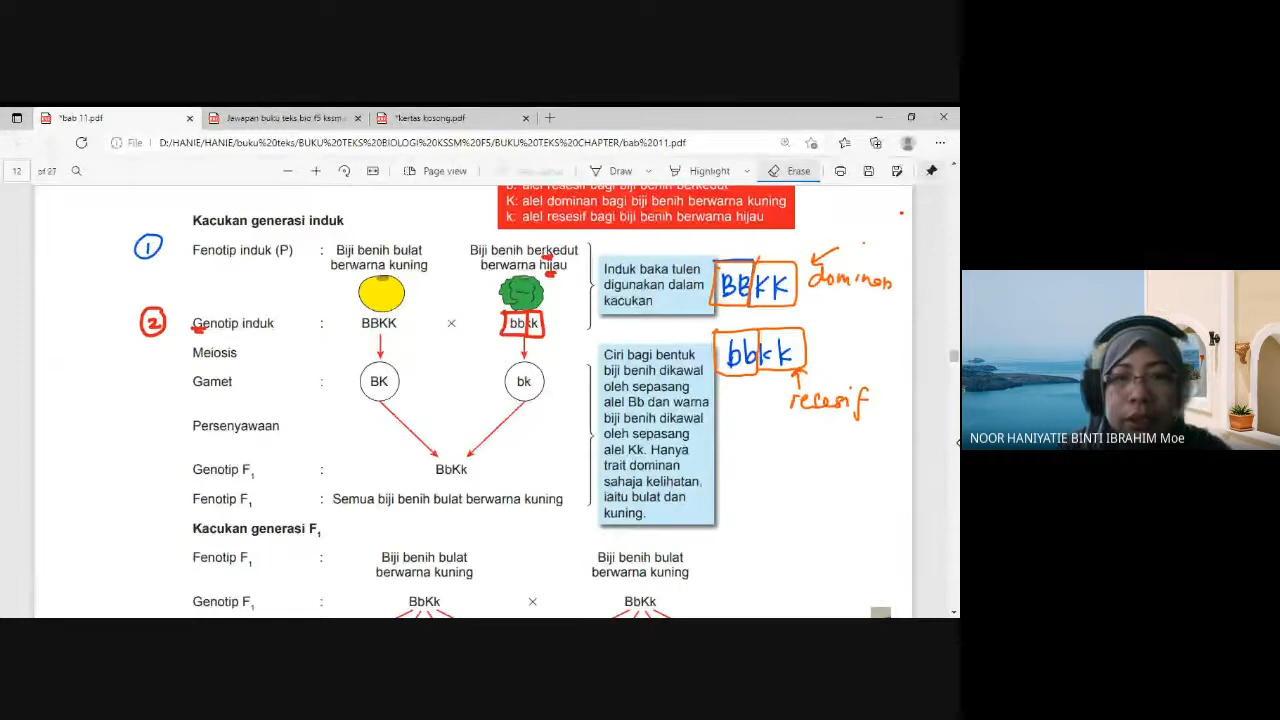 *bab 11.pdf
Jawapan buku teks bio f5 kssm
*kertas kosong.pdf
File
D:/HANIE/HANIE/buku%20teks/BUKU%20TEKS%20BIOLOGI%20KSSM%20F5/BUKU%20TEKS%20CHAPTER/bab%2011.pdf
12 of 27
Page view
Draw
Highlight
Erase
b: alel resesif bagi biji benih berkedut
K: alel dominan bagi biji benih berwarna kuning
k: alel resesif bagi biji benih berwarna hijau
Kacukan generasi induk
1
Fenotip induk (P) : Biji benih bulat berwarna kuning
Biji benih berkedut berwarna hijau
Induk baka tulen
digunakan dalam
kacukan
BBKK
dominan
2
Genotip induk : BBKK × bbkk
bbkk
resesif
Meiosis
Gamet : BK bk
Ciri bagi bentuk
biji benih dikawal
oleh sepasang
alel Bb dan warna
biji benih dikawal
oleh sepasang
alel Kk. Hanya
trait dominan
sahaja kelihatan,
iaitu bulat dan
kuning.
Persenyawaan
Genotip F1 : BbKk
Fenotip F1 : Semua biji benih bulat berwarna kuning
Kacukan generasi F1
Fenotip F1 : Biji benih bulat berwarna kuning
Biji benih bulat berwarna kuning
Genotip F1 : BbKk × BbKk
NOOR HANIYATIE BINTI IBRAHIM Moe